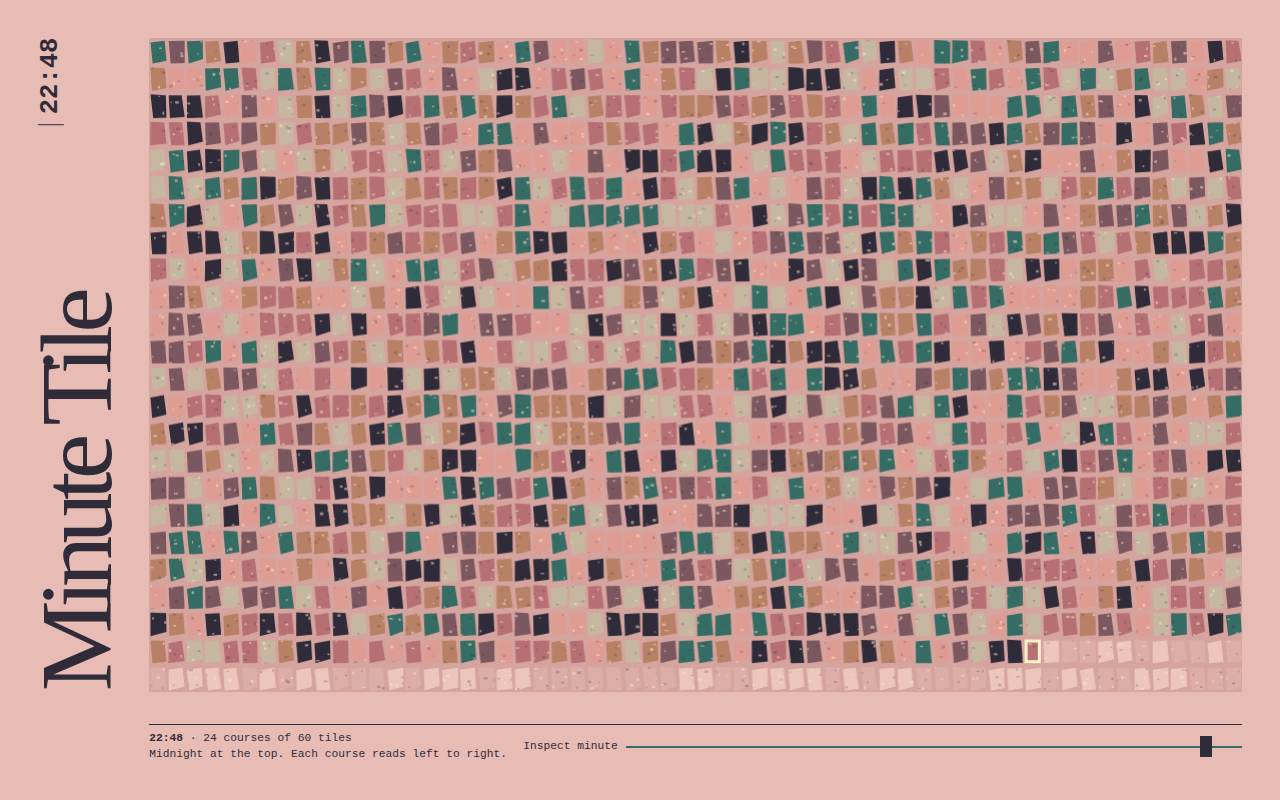 22:48
Minute Tile
22:48 · 24 courses of 60 tiles
Midnight at the top. Each course reads left to right.
Inspect minute